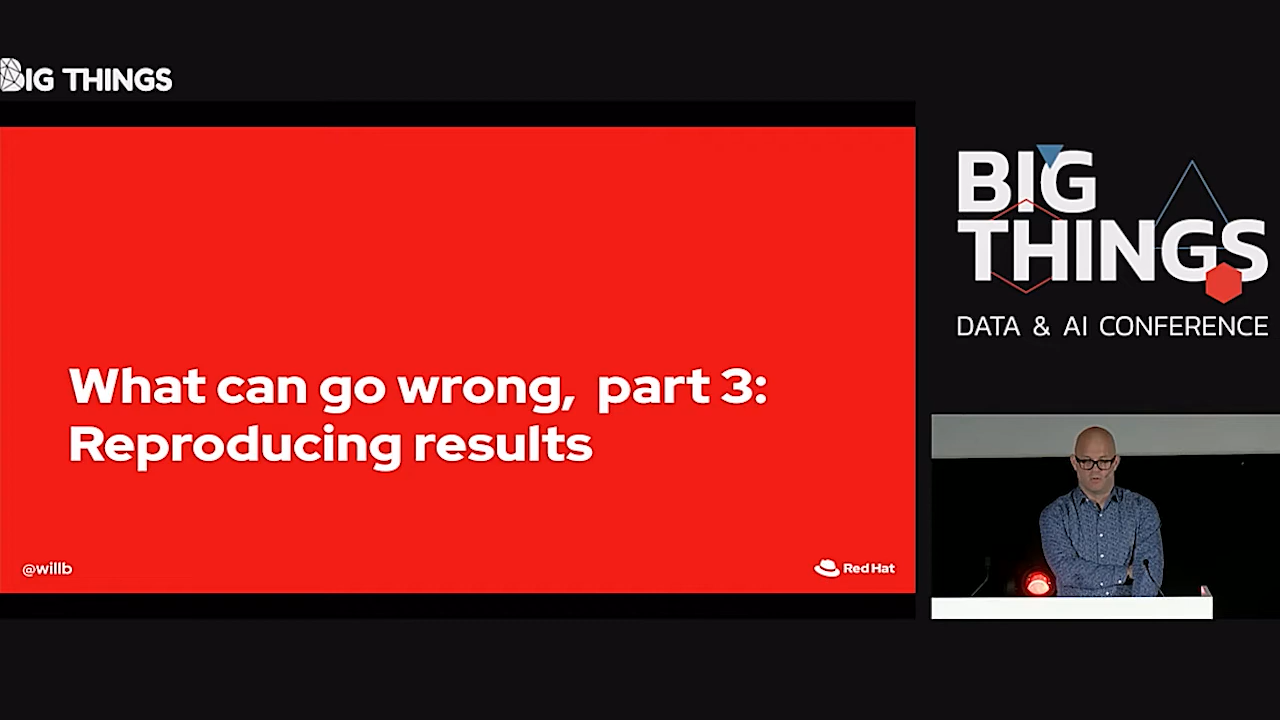 BIG THINGS
What can go wrong, part 3:
Reproducing results
@willb
Red Hat
BIG
THINGS
DATA & AI CONFERENCE